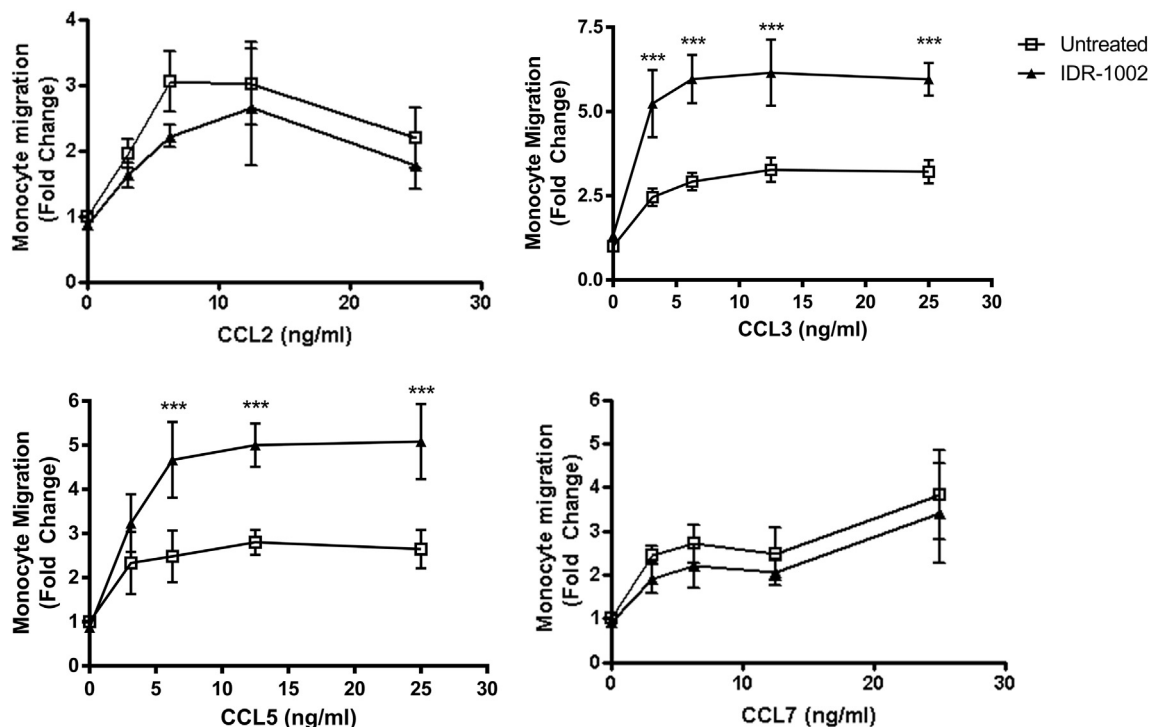 4
3
2
1
0
Monocyte migration
(Fold Change)
0 10 20 30
CCL2 (ng/ml)
7.5
5.0
2.5
0.0
Monocyte Migration
(Fold Change)
*** *** *** ***
0 5 10 15 20 25 30
CCL3 (ng/ml)
Untreated
IDR-1002
6
5
4
3
2
1
0
Monocyte Migration
(Fold Change)
*** *** ***
0 5 10 15 20 25 30
CCL5 (ng/ml)
6
5
4
3
2
1
0
Monocyte migration
(Fold Change)
0 10 20 30
CCL7 (ng/ml)